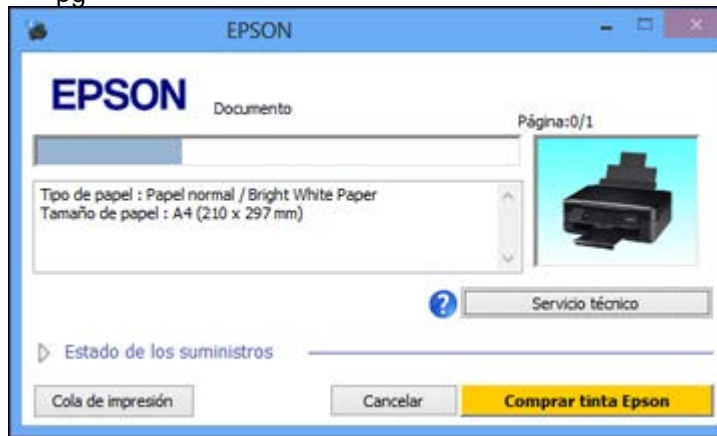 pg
EPSON
EPSON
Documento
Página:0/1
Tipo de papel : Papel normal / Bright White Paper
Tamaño de papel : A4 (210 x 297 mm)
?
Servicio técnico
Estado de los suministros
Cola de impresión
Cancelar
Comprar tinta Epson